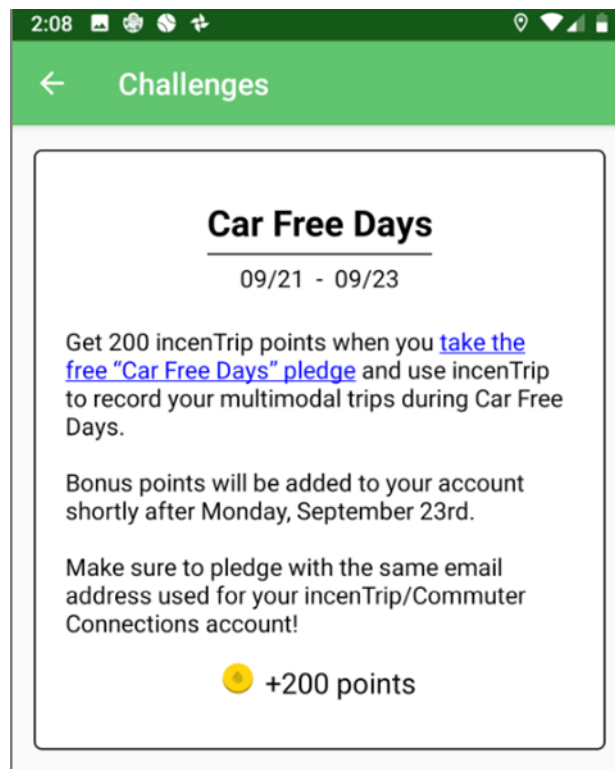 2:08
Challenges
Car Free Days
09/21 - 09/23
Get 200 incenTrip points when you take the
free “Car Free Days” pledge and use incenTrip
to record your multimodal trips during Car Free
Days.
Bonus points will be added to your account
shortly after Monday, September 23rd.
Make sure to pledge with the same email
address used for your incenTrip/Commuter
Connections account!
+200 points